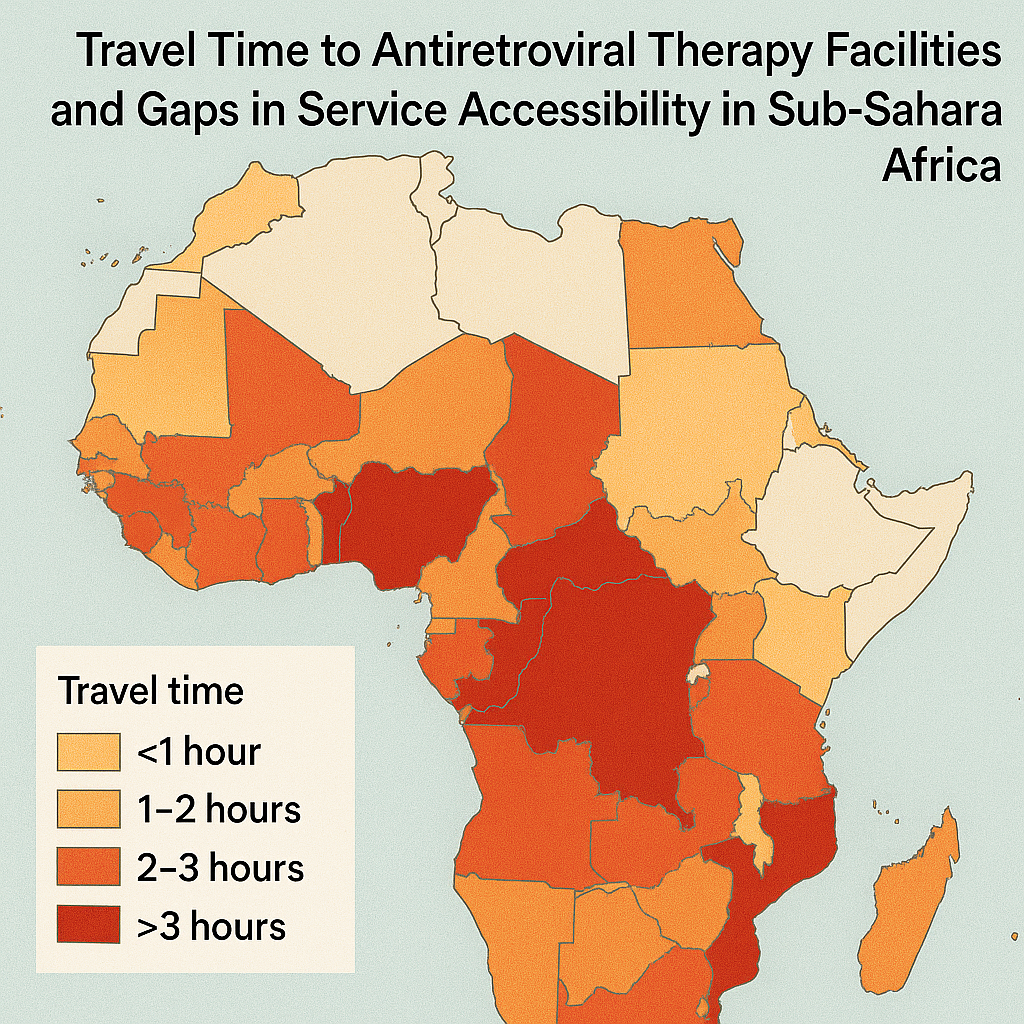 Travel Time to Antiretroviral Therapy Facilities
and Gaps in Service Accessibility in Sub-Sahara
Africa
Travel time
<1 hour
1–2 hours
2–3 hours
>3 hours